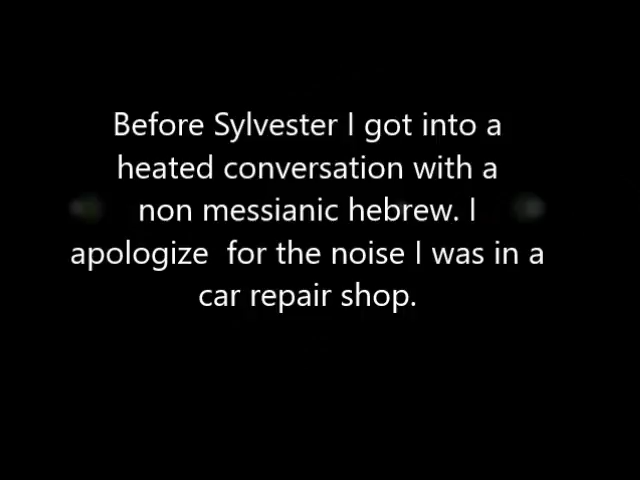 Before Sylvester I got into a
heated conversation with a
non messianic hebrew. I
apologize  for the noise I was in a
car repair shop.